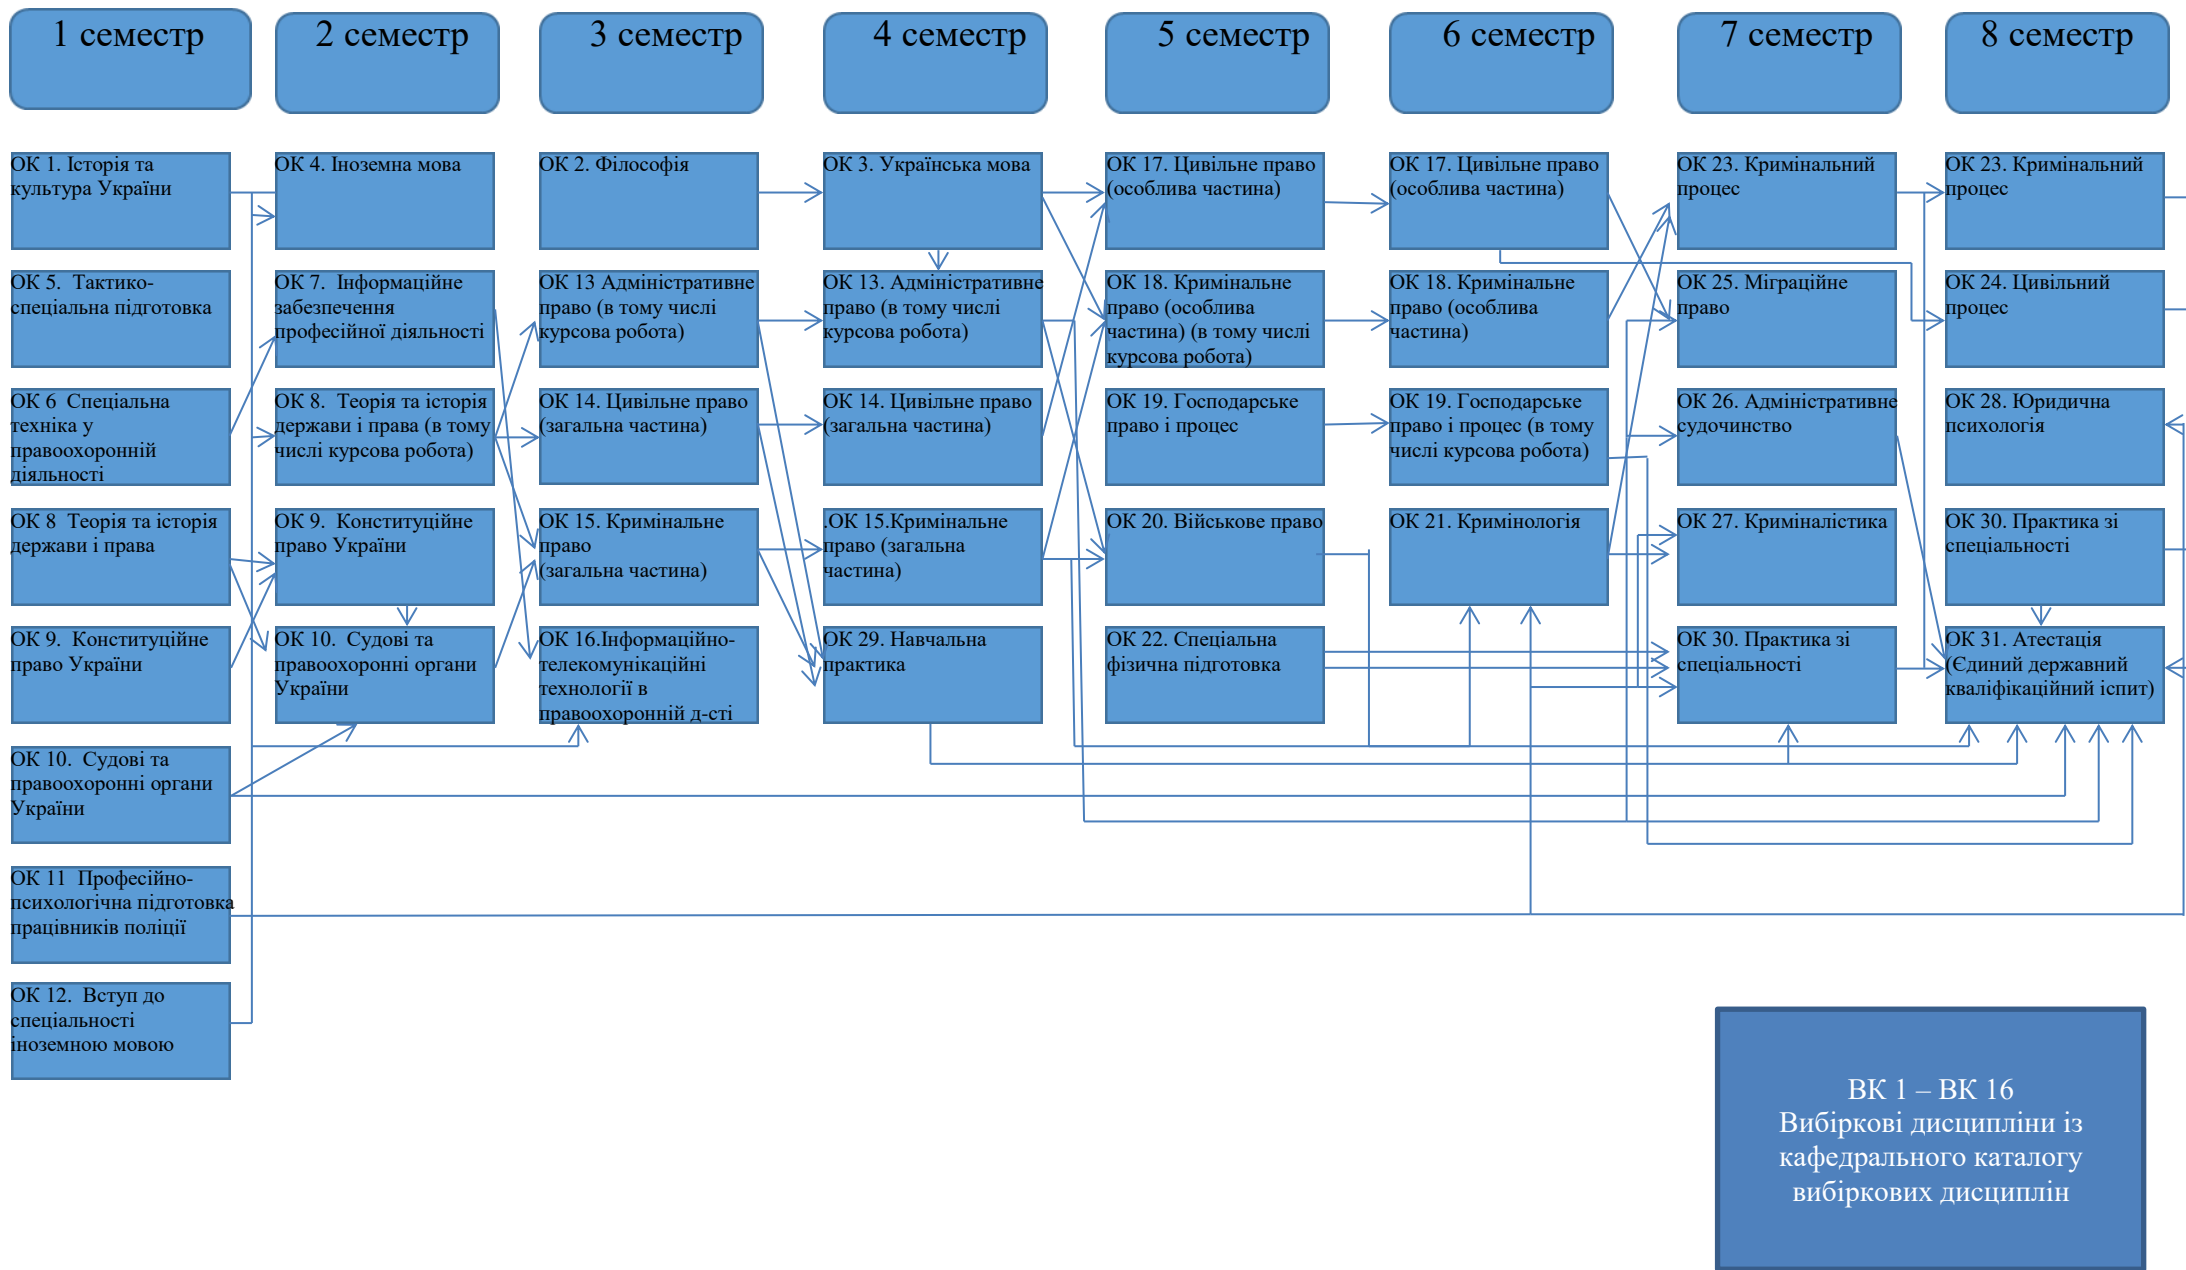 1 семестр
2 семестр
3 семестр
4 семестр
5 семестр
6 семестр
7 семестр
8 семестр
ОК 1. Історія та
культура України
ОК 5.  Тактико-
спеціальна підготовка
ОК 6  Спеціальна
техніка у
правоохоронній
діяльності
ОК 8  Теорія та історія
держави і права
ОК 9.  Конституційне
право України
ОК 10.  Судові та
правоохоронні органи
України
ОК 11  Професійно-
психологічна підготовка
працівників поліції
ОК 12.  Вступ до
спеціальності
іноземною мовою
ОК 4. Іноземна мова
ОК 7.  Інформаційне
забезпечення
професійної діяльності
ОК 8.  Теорія та історія
держави і права (в тому
числі курсова робота)
ОК 9.  Конституційне
право України
ОК 10.  Судові та
правоохоронні органи
України
ОК 2. Філософія
ОК 13 Адміністративне
право (в тому числі
курсова робота)
ОК 14. Цивільне право
(загальна частина)
ОК 15. Кримінальне
право
(загальна частина)
ОК 16.Інформаційно-
телекомунікаційні
технології в
правоохоронній д-сті
ОК 3. Українська мова
ОК 13. Адміністративне
право (в тому числі
курсова робота)
ОК 14. Цивільне право
(загальна частина)
.ОК 15.Кримінальне
право (загальна
частина)
ОК 29. Навчальна
практика
ОК 17. Цивільне право
(особлива частина)
ОК 18. Кримінальне
право (особлива
частина) (в тому числі
курсова робота)
ОК 19. Господарське
право і процес
ОК 20. Військове право
ОК 22. Спеціальна
фізична підготовка
ОК 17. Цивільне право
(особлива частина)
ОК 18. Кримінальне
право (особлива
частина)
ОК 19. Господарське
право і процес (в тому
числі курсова робота)
ОК 21. Кримінологія
ОК 23. Кримінальний
процес
ОК 25. Міграційне
право
ОК 26. Адміністративне
судочинство
ОК 27. Криміналістика
ОК 30. Практика зі
спеціальності
ОК 23. Кримінальний
процес
ОК 24. Цивільний
процес
ОК 28. Юридична
психологія
ОК 30. Практика зі
спеціальності
ОК 31. Атестація
(Єдиний державний
кваліфікаційний іспит)
ВК 1 – ВК 16
Вибіркові дисципліни із
кафедрального каталогу
вибіркових дисциплін